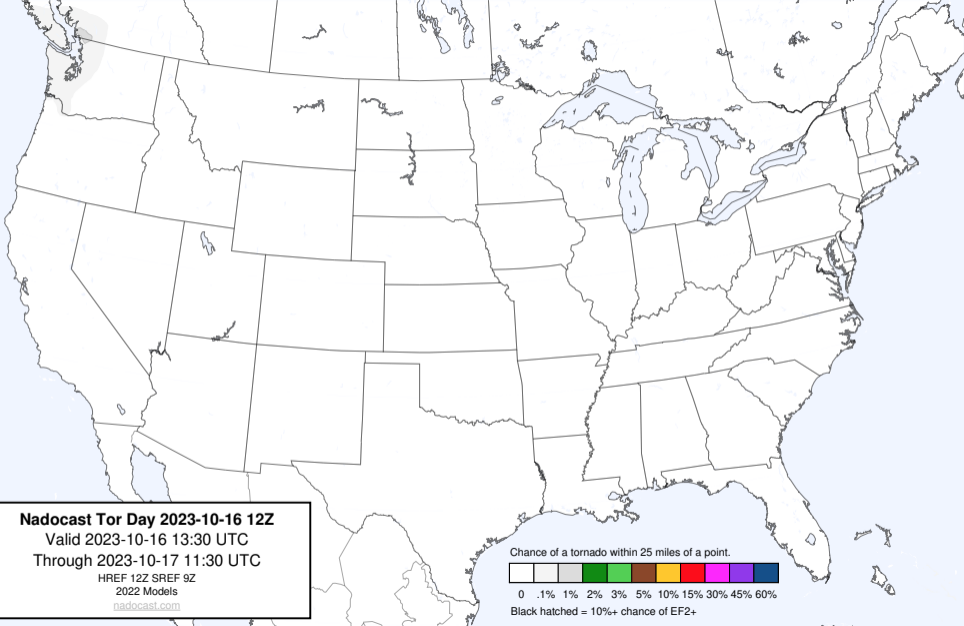 Nadocast Tor Day 2023-10-16 12Z
Valid 2023-10-16 13:30 UTC
Through 2023-10-17 11:30 UTC
HREF 12Z SREF 9Z
2022 Models
nadocast.com
Chance of a tornado within 25 miles of a point.
0 .1% 1% 2% 3% 5% 10% 15% 30% 45% 60%
Black hatched = 10%+ chance of EF2+